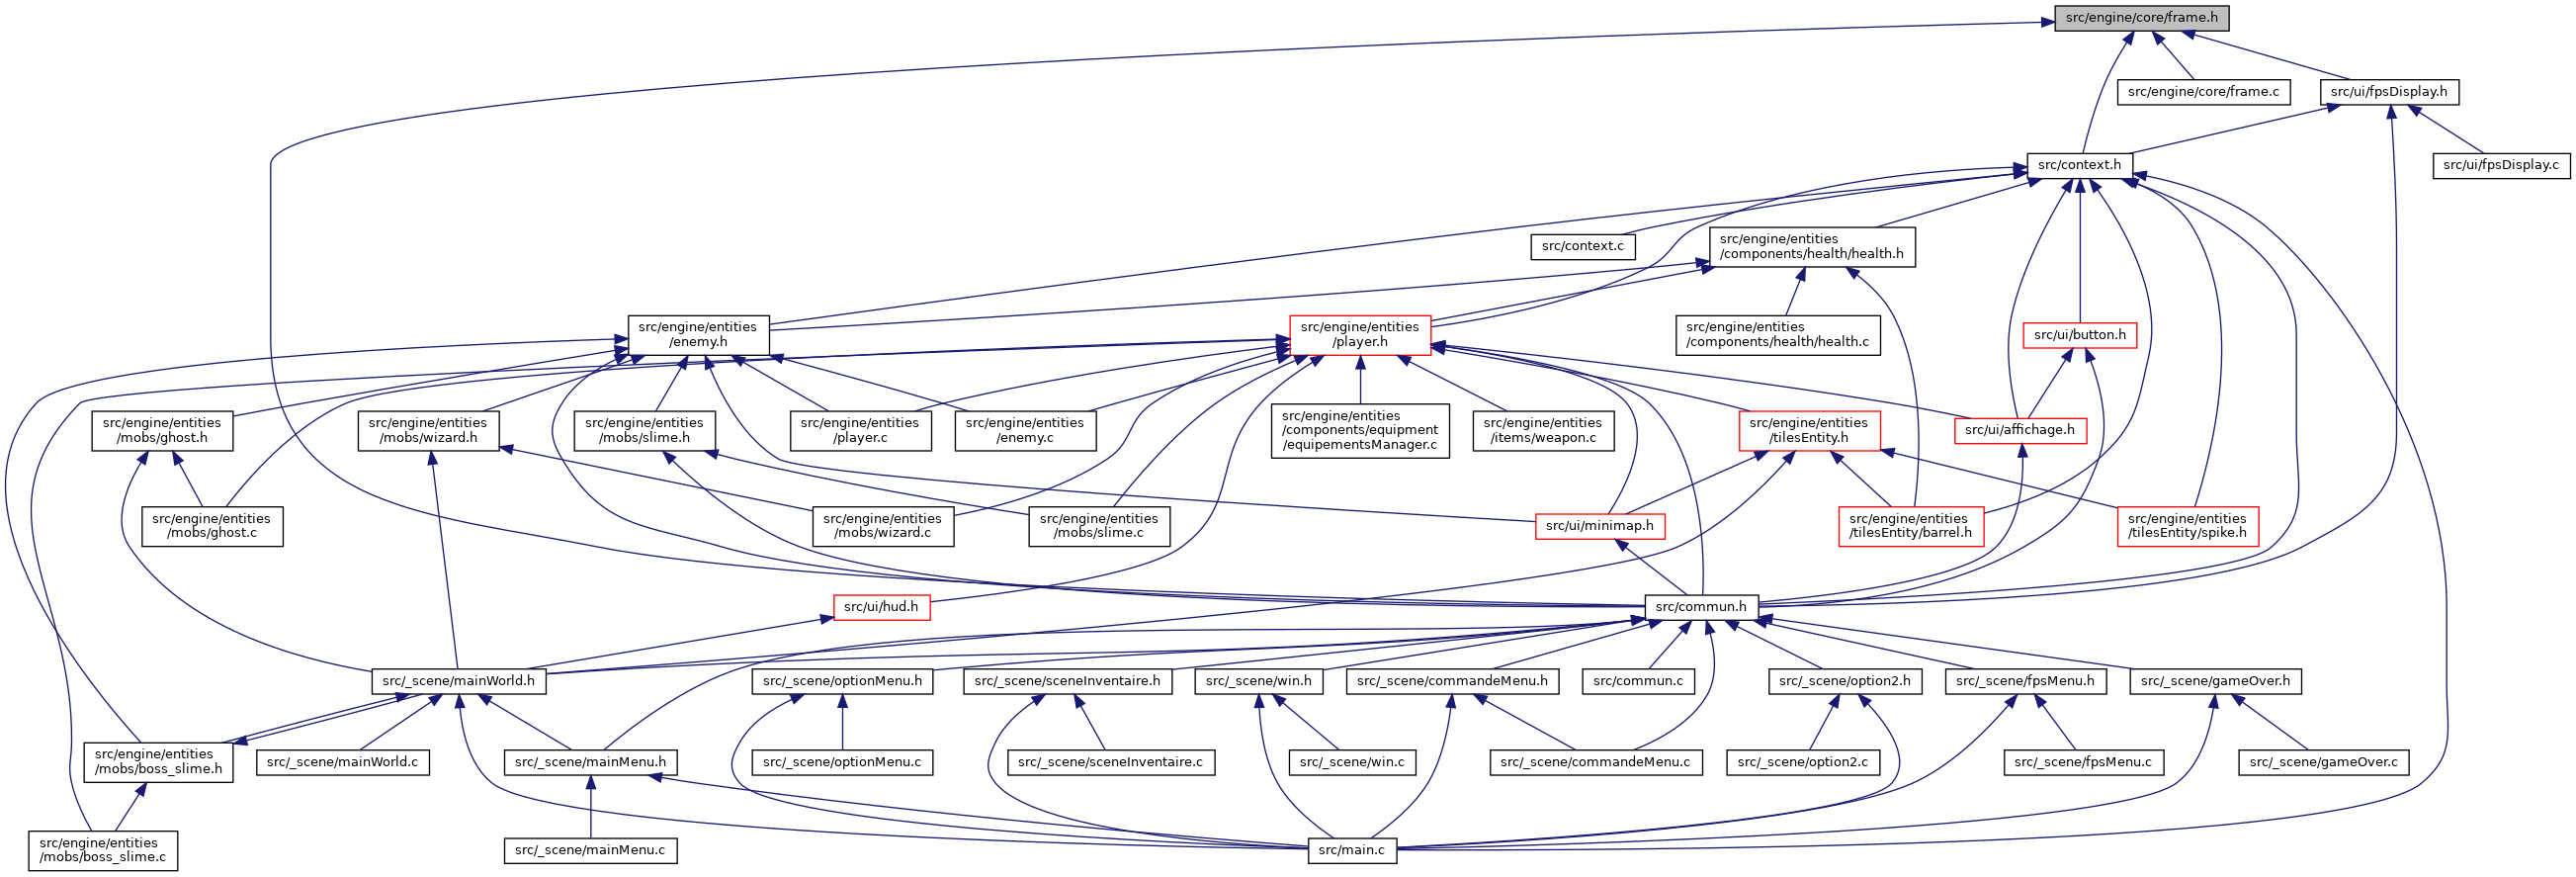 src/engine/core/frame.h
src/engine/core/frame.c
src/ui/fpsDisplay.h
src/context.h
src/ui/fpsDisplay.c
src/context.c
src/engine/entities
/components/health/health.h
src/engine/entities
/enemy.h
src/engine/entities
/player.h
src/engine/entities
/components/health/health.c
src/ui/button.h
src/engine/entities
/mobs/ghost.h
src/engine/entities
/mobs/wizard.h
src/engine/entities
/mobs/slime.h
src/engine/entities
/player.c
src/engine/entities
/enemy.c
src/engine/entities
/components/equipment
/equipementsManager.c
src/engine/entities
/items/weapon.c
src/engine/entities
/tilesEntity.h
src/ui/affichage.h
src/engine/entities
/mobs/ghost.c
src/engine/entities
/mobs/wizard.c
src/engine/entities
/mobs/slime.c
src/ui/minimap.h
src/engine/entities
/tilesEntity/barrel.h
src/engine/entities
/tilesEntity/spike.h
src/ui/hud.h
src/commun.h
src/_scene/mainWorld.h
src/_scene/optionMenu.h
src/_scene/sceneInventaire.h
src/_scene/win.h
src/_scene/commandeMenu.h
src/commun.c
src/_scene/option2.h
src/_scene/fpsMenu.h
src/_scene/gameOver.h
src/engine/entities
/mobs/boss_slime.h
src/_scene/mainWorld.c
src/_scene/mainMenu.h
src/_scene/optionMenu.c
src/_scene/sceneInventaire.c
src/_scene/win.c
src/_scene/commandeMenu.c
src/_scene/option2.c
src/_scene/fpsMenu.c
src/_scene/gameOver.c
src/engine/entities
/mobs/boss_slime.c
src/_scene/mainMenu.c
src/main.c